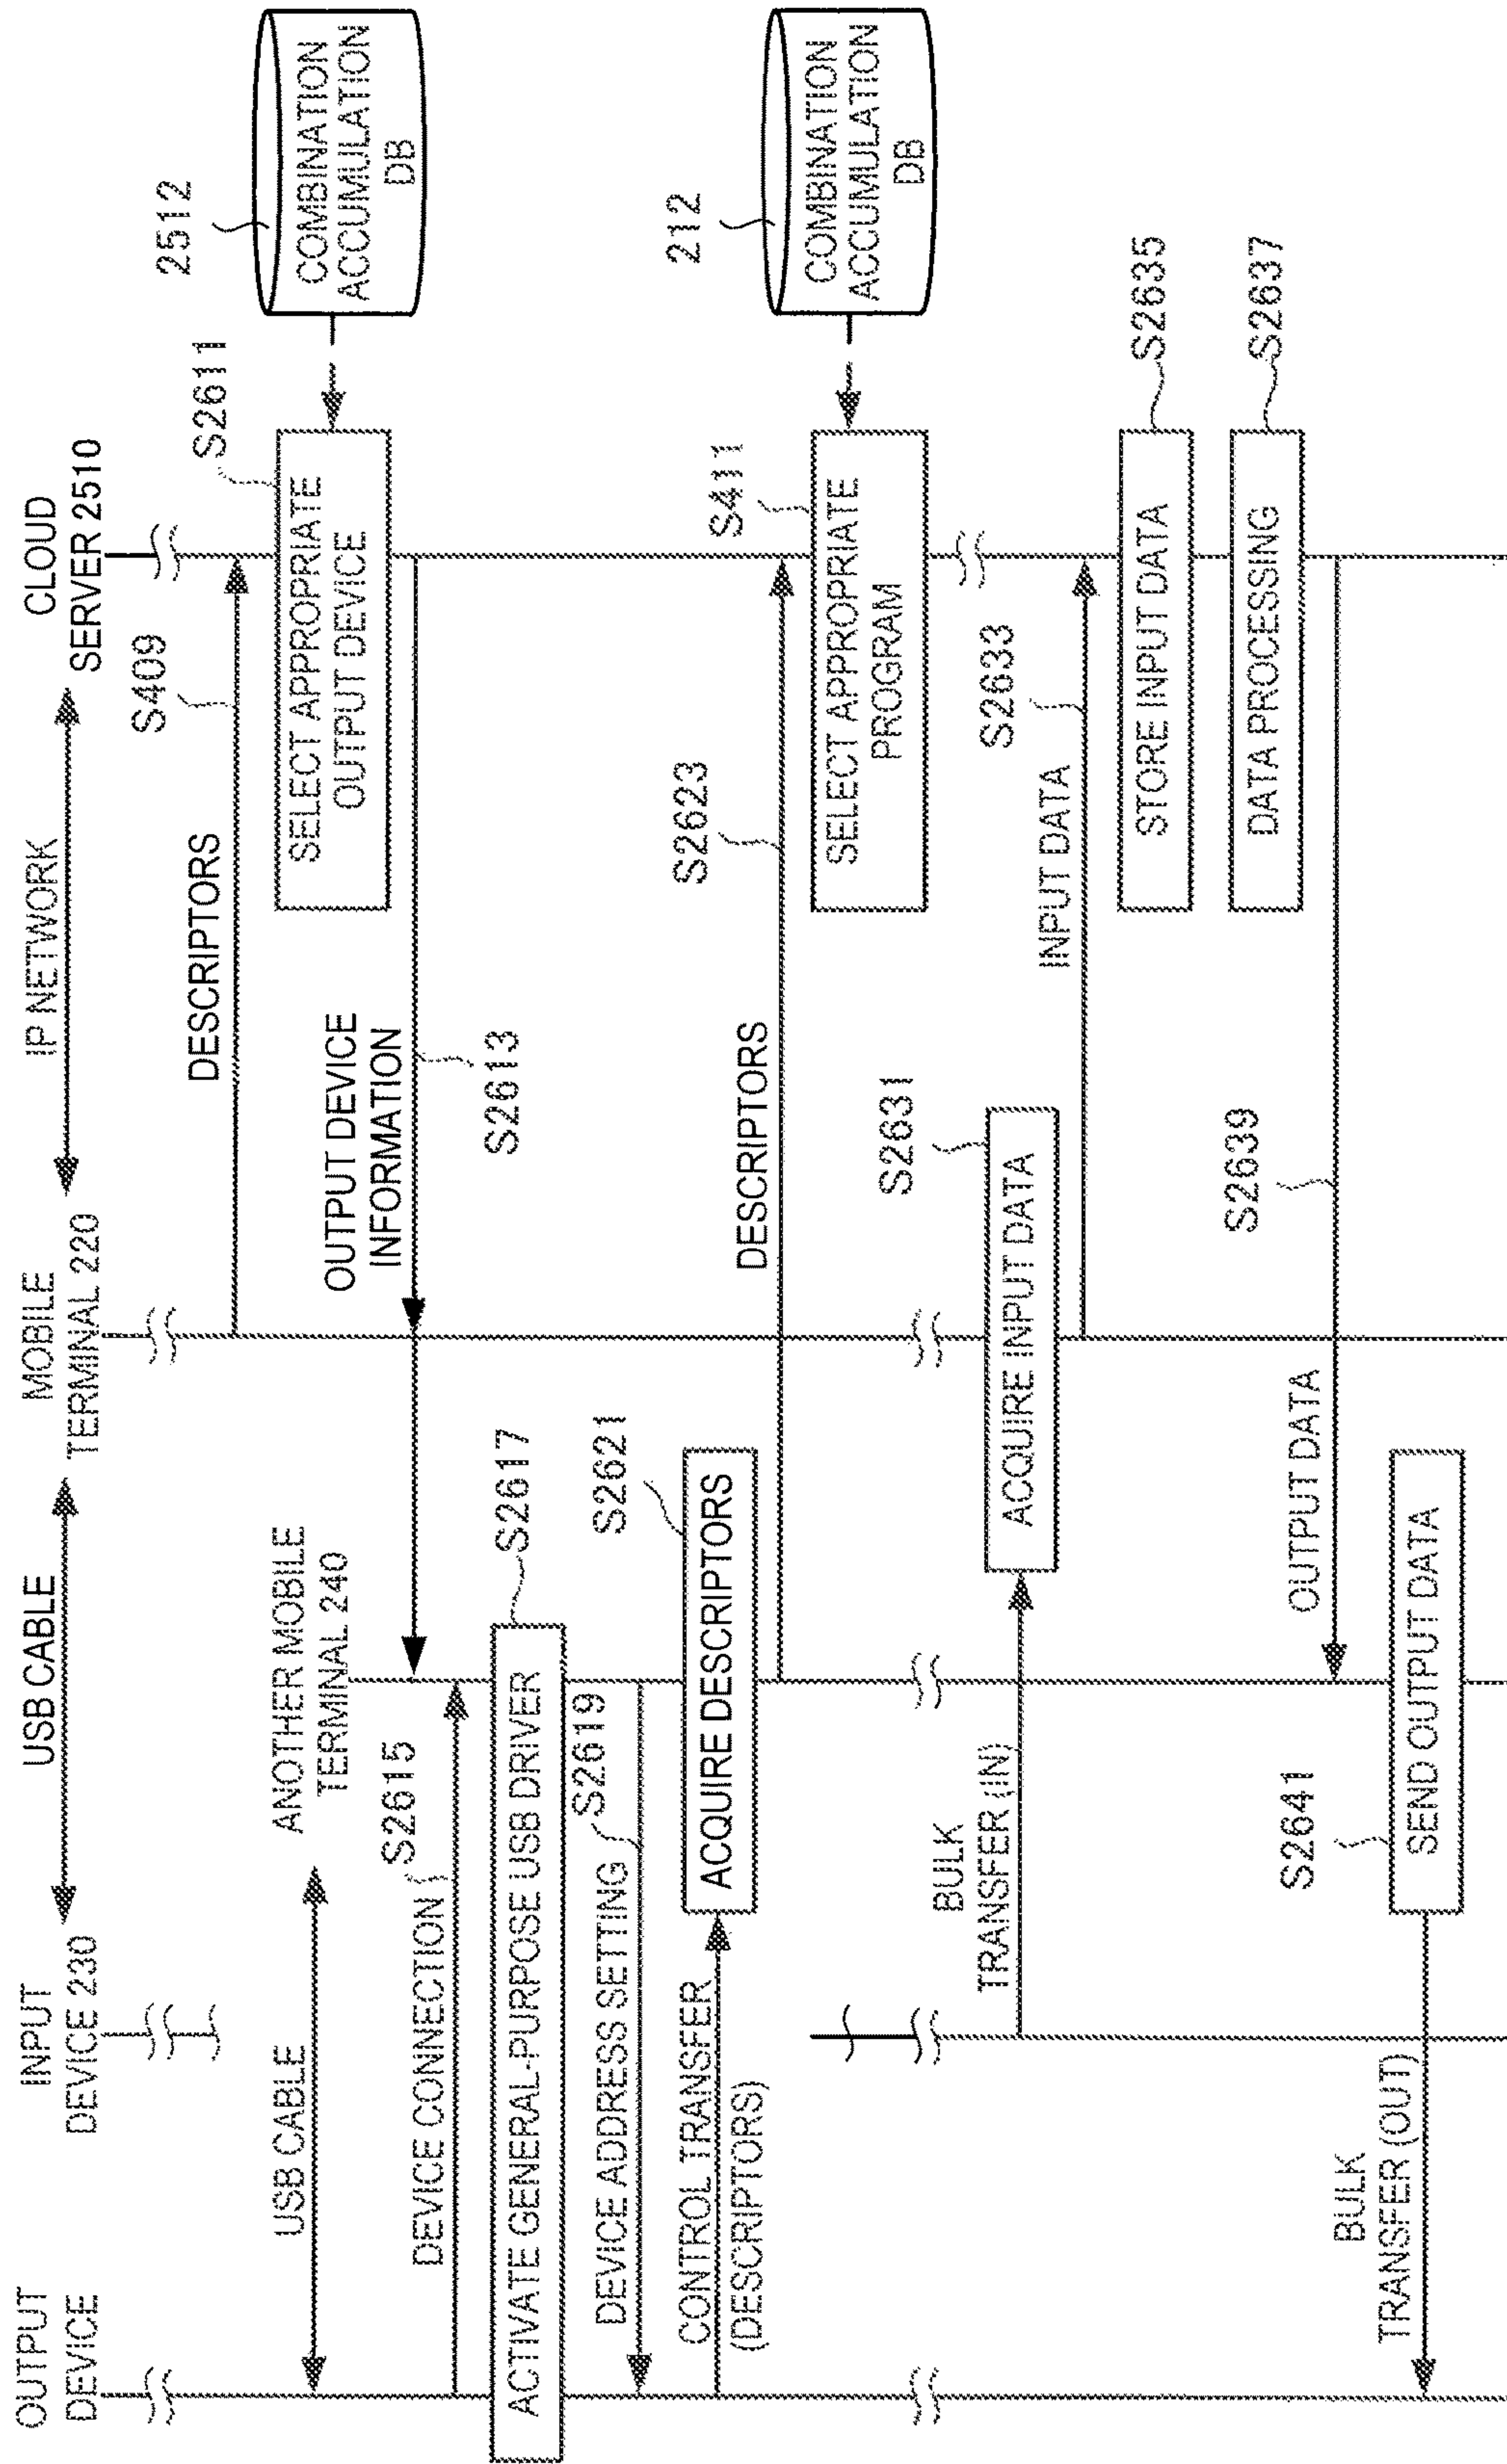 OUTPUT
DEVICE
INPUT
DEVICE 230
USB CABLE
MOBILE
TERMINAL 220
IP NETWORK
CLOUD
SERVER 2510
S409
DESCRIPTORS
S2611
2512
COMBINATION
ACCUMULATION
DB
SELECT APPROPRIATE
OUTPUT DEVICE
OUTPUT DEVICE
INFORMATION
S2613
USB CABLE
ANOTHER MOBILE
TERMINAL 240
S2615
DEVICE CONNECTION
S2617
ACTIVATE GENERAL-PURPOSE USB DRIVER
S2619
DEVICE ADDRESS SETTING
S2621
CONTROL TRANSFER
(DESCRIPTORS)
ACQUIRE DESCRIPTORS
S2623
DESCRIPTORS
212
COMBINATION
ACCUMULATION
DB
S411
SELECT APPROPRIATE
PROGRAM
BULK
TRANSFER (IN)
S2631
ACQUIRE INPUT DATA
S2633
INPUT DATA
S2635
STORE INPUT DATA
S2637
DATA PROCESSING
S2639
OUTPUT DATA
S2641
SEND OUTPUT DATA
BULK
TRANSFER (OUT)